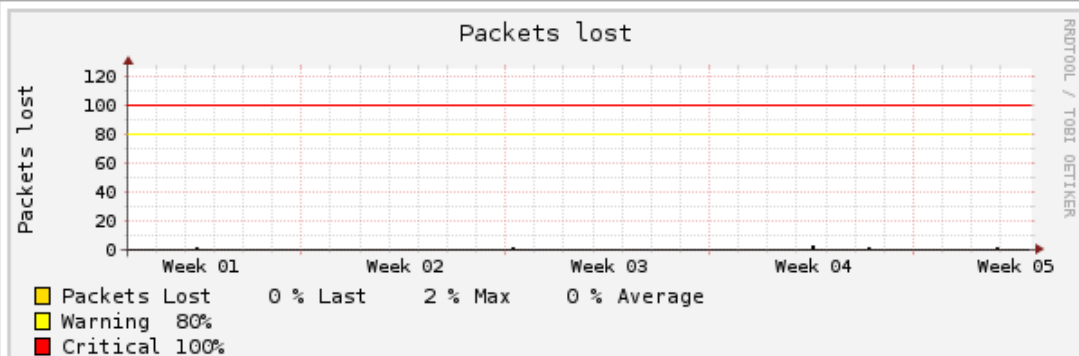 Packets lost
RRDTOOL / TOBI OETIKER
Packets lost
120
100
80
60
40
20
0
Week 01 Week 02 Week 03 Week 04 Week 05
Packets Lost 0 % Last 2 % Max 0 % Average
Warning 80%
Critical 100%